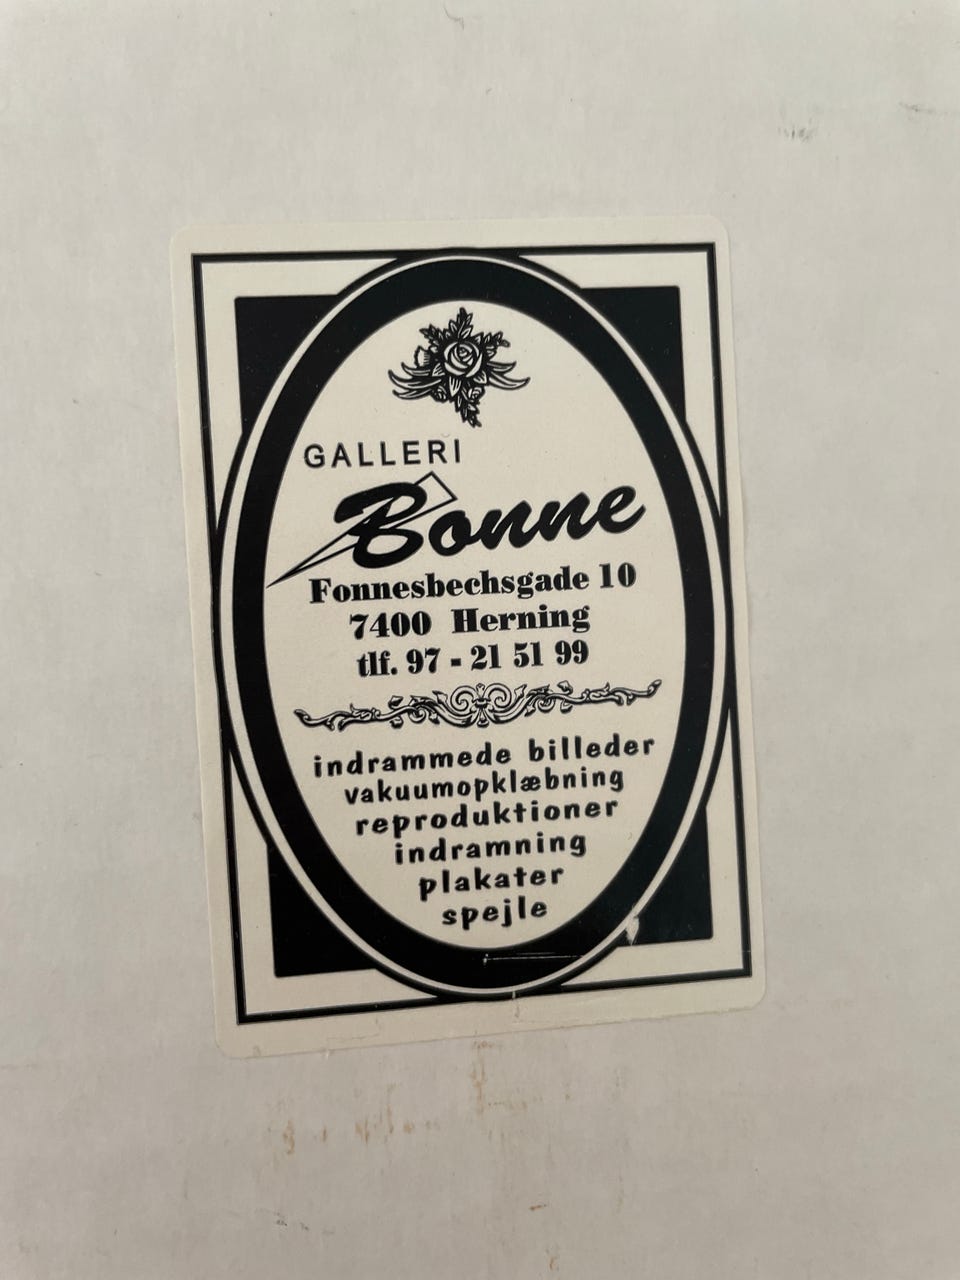 GALLERI
Bonne
Fonnesbechsgade 10
7400 Herning
tlf. 97 - 21 51 99
indrammede billeder
vakuumopklæbning
reproduktioner
indramning
plakater
spejle